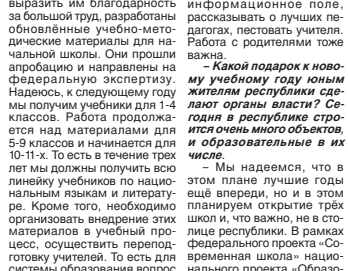 выразить им благодарность
за большой труд, разработаны
обновлённые учебно-мето-
дические материалы для на-
чальной школы. Они прошли
апробацию и направлены на
федеральную экспертизу.
Надеюсь, к следующему году
мы получим учебники для 1-4
классов. Работа продолжа-
ется над материалами для
5-9 классов и начинается для
10-11-х. То есть в течение трех
лет мы должны получить всю
линейку учебников по нацио-
нальным языкам и литерату-
ре. Кроме того, необходимо
организовать внедрение этих
материалов в учебный про-
цесс, осуществить перепод-
готовку учителей. То есть для
системы образования вопрос
информационное поле,
рассказывать о лучших пе-
дагогах, пестовать учителя.
Работа с родителями тоже
важна.
– Какой подарок к ново-
му учебному году юным
жителям республики сде-
лают органы власти? Се-
годня в республике стро-
ится очень много объектов,
и образовательные в их
числе.
– Мы надеемся, что в
этом плане лучшие годы
ещё впереди, но и в этом
планируем открытие трёх
школ и, что важно, не в сто-
лице республики. В рамках
федерального проекта «Со-
временная школа» нацио-
нального проекта «Образо-